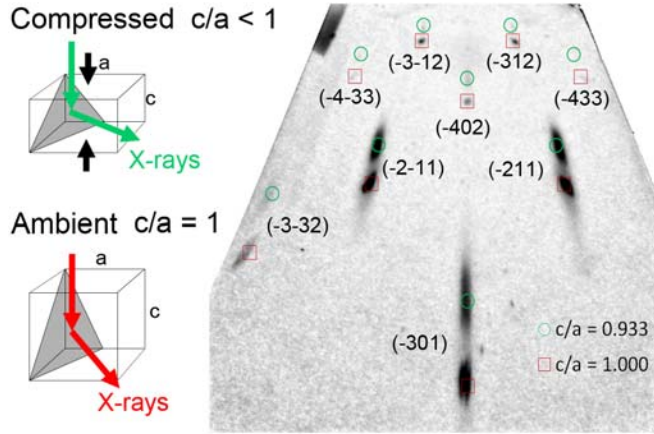 Compressed c/a < 1
a
c
X-rays
Ambient c/a = 1
a
c
X-rays
(-3-12)
(-312)
(-4-33)
(-402)
(-433)
(-2-11)
(-211)
(-3-32)
(-301)
c/a = 0.933
c/a = 1.000